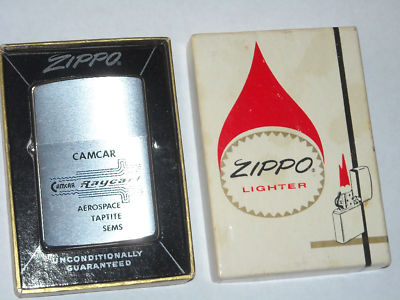 ZIPPO
CAMCAR
CAMCAR Raycarl
AEROSPACE
TAPTITE
SEMS
UNCONDITIONALLY
GUARANTEED
ZIPPO
LIGHTER